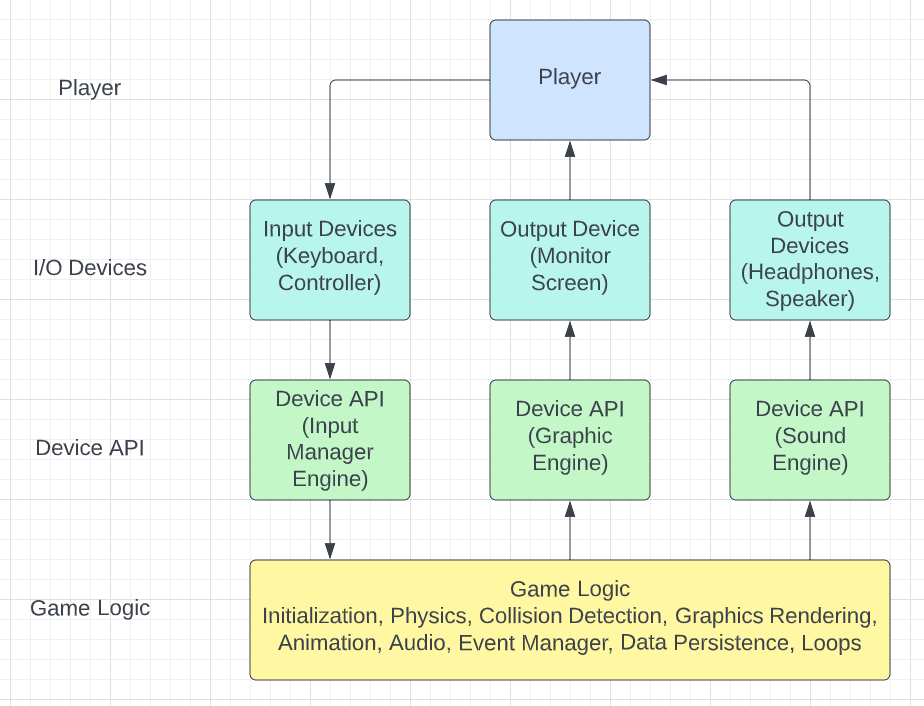 Player
Player
I/O Devices
Input Devices
(Keyboard,
Controller)
Output Device
(Monitor
Screen)
Output
Devices
(Headphones,
Speaker)
Device API
Device API
(Input
Manager
Engine)
Device API
(Graphic
Engine)
Device API
(Sound
Engine)
Game Logic
Game Logic
Initialization, Physics, Collision Detection, Graphics Rendering,
Animation, Audio, Event Manager, Data Persistence, Loops